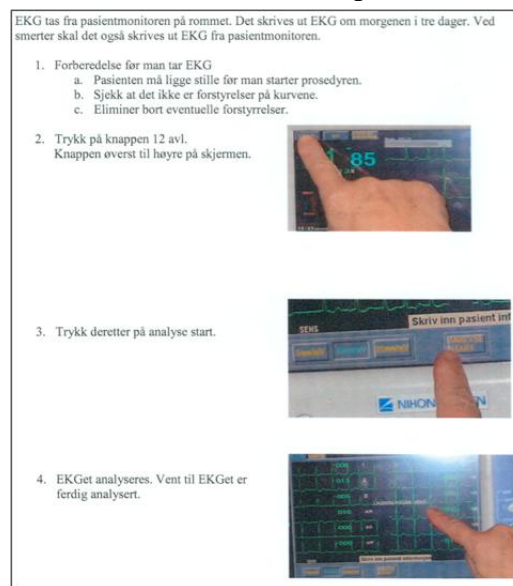 EKG tas fra pasientmonitoren på rommet. Det skrives ut EKG om morgenen i tre dager. Ved
smerter skal det også skrives ut EKG fra pasientmonitoren.
1. Forberedelse før man tar EKG
a. Pasienten må ligge stille før man starter prosedyren.
b. Sjekk at det ikke er forstyrelser på kurvene.
c. Eliminer bort eventuelle forstyrrelser.
2. Trykk på knappen 12 avl.
Knappen øverst til høyre på skjermen.
85
3. Trykk deretter på analyse start.
SENS
Skriv inn pasient inf
NIHON
4. EKGet analyseres. Vent til EKGet er
ferdig analysert.